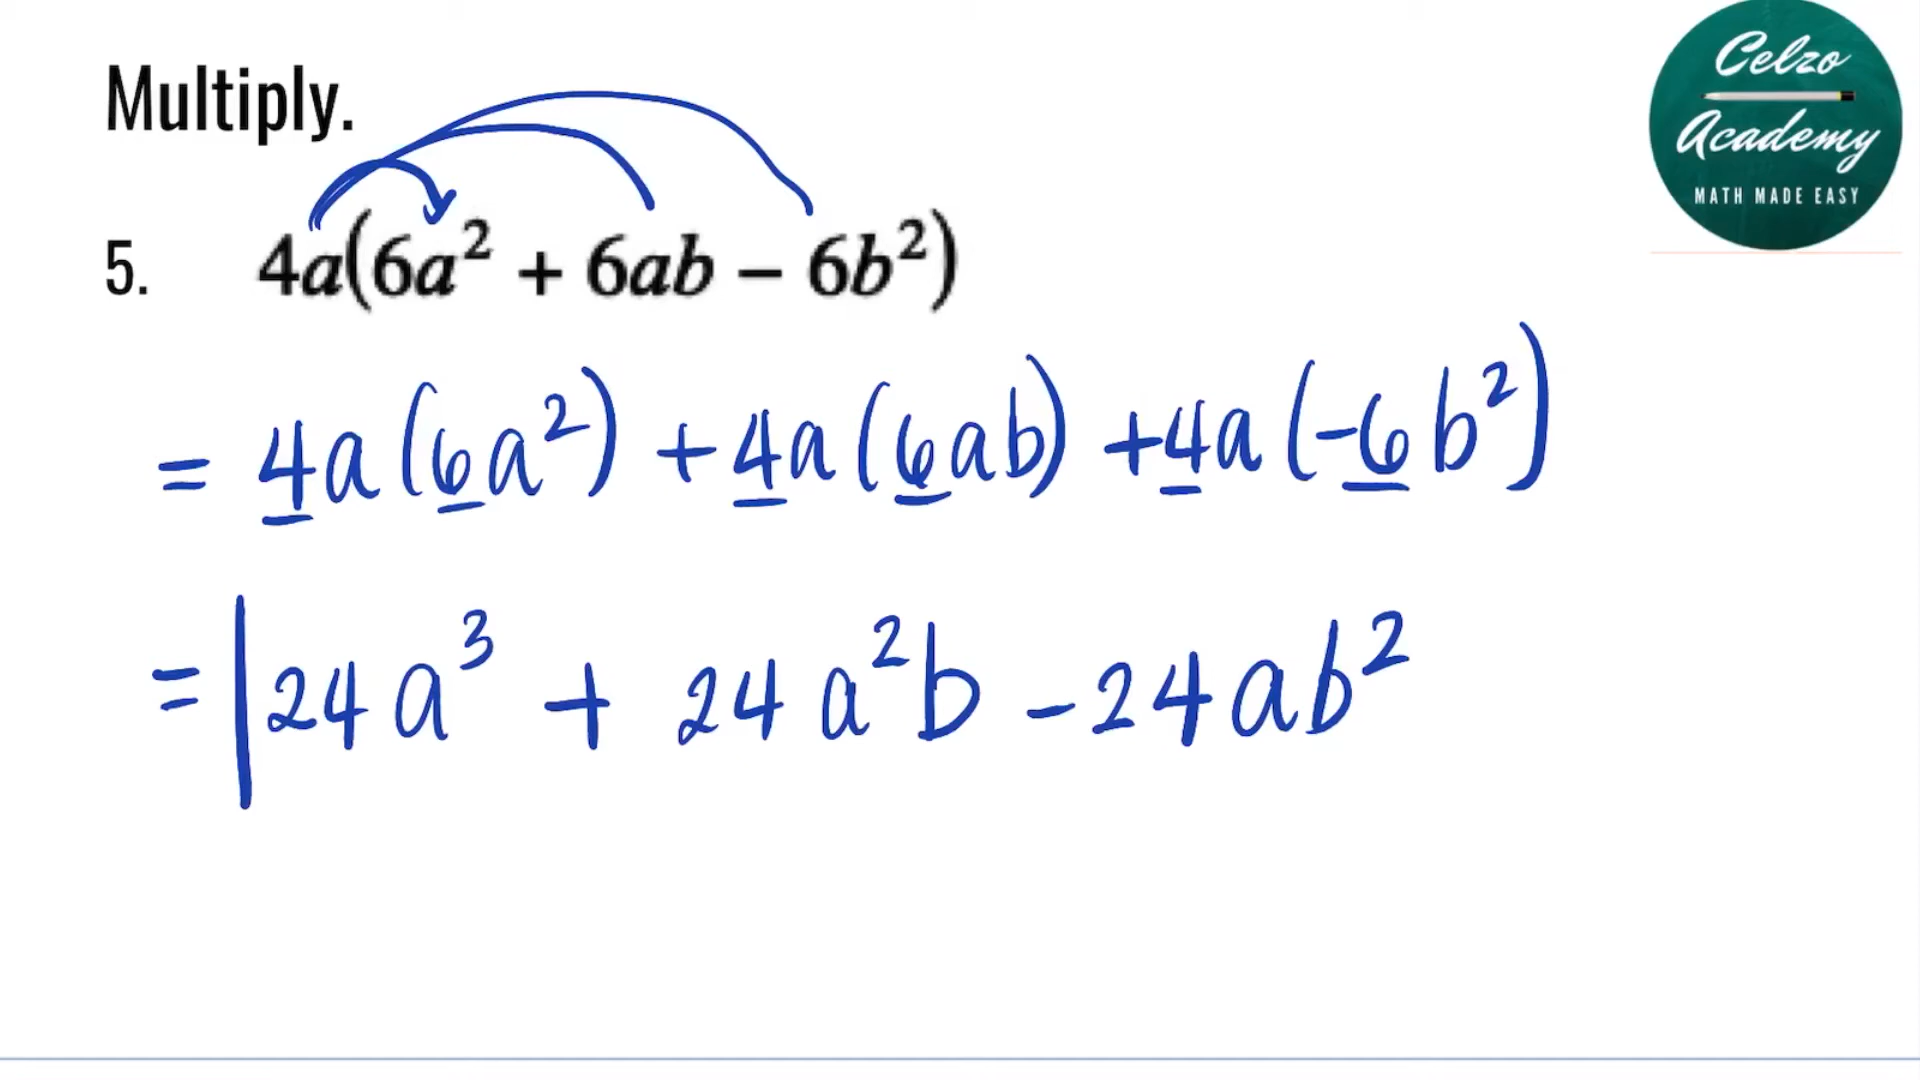 Celzo
Academy
MATH MADE EASY
Multiply.
5. 4a(6a² + 6ab − 6b²)
= 4a(6a²) + 4a(6ab) + 4a(-6b²)
= 24a³ + 24a²b - 24ab²